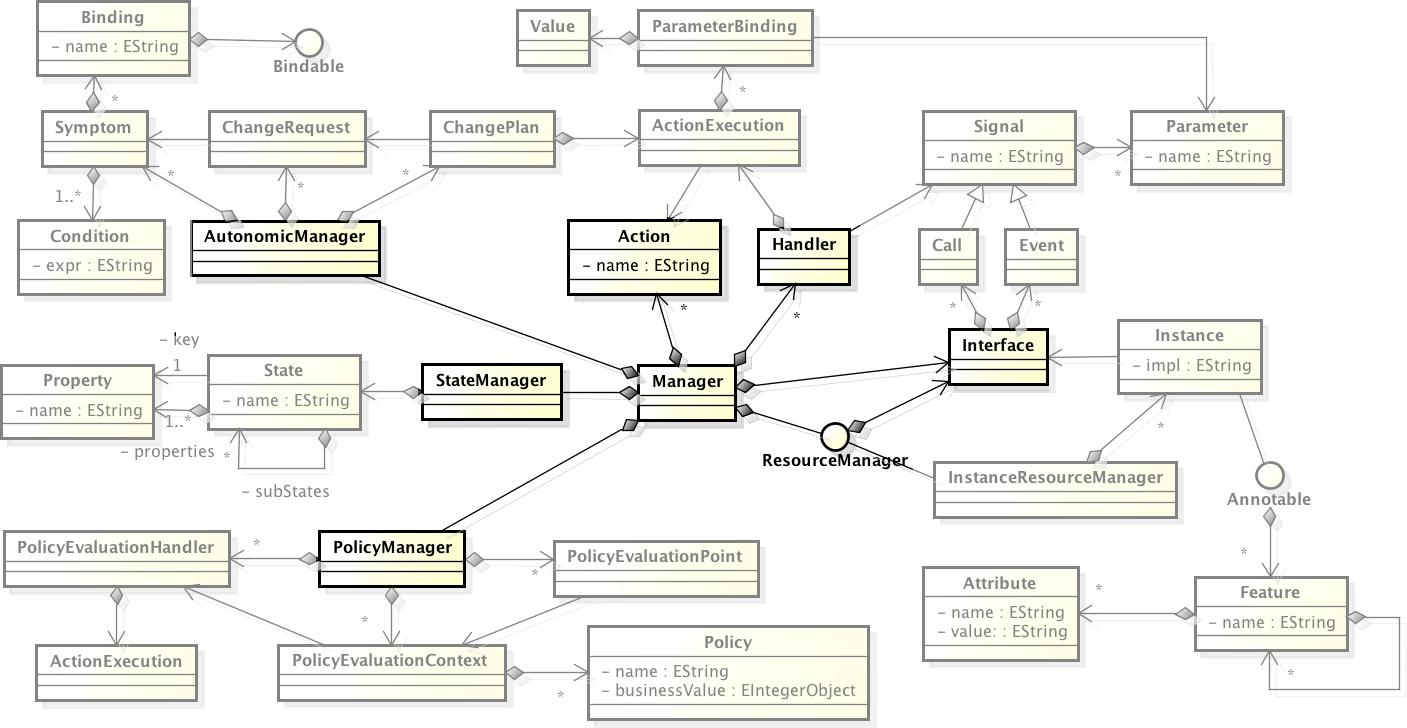 Binding
- name : EString
Bindable
*
Value
ParameterBinding
*
Symptom
ChangeRequest
ChangePlan
ActionExecution
Signal
- name : EString
Parameter
- name : EString
*
1..*
*
*
*
Condition
- expr : EString
AutonomicManager
Action
- name : EString
Handler
Call
Event
*
*
*
*
- key
1
Property
- name : EString
1..*
- properties
State
- name : EString
*
- subStates
StateManager
Manager
Interface
Instance
- impl : EString
*
ResourceManager
InstanceResourceManager
Annotable
*
PolicyEvaluationHandler
*
PolicyManager
*
PolicyEvaluationPoint
*
ActionExecution
PolicyEvaluationContext
*
Policy
- name : EString
- businessValue : EIntegerObject
Attribute
- name : EString
- value: : EString
*
Feature
- name : EString
*